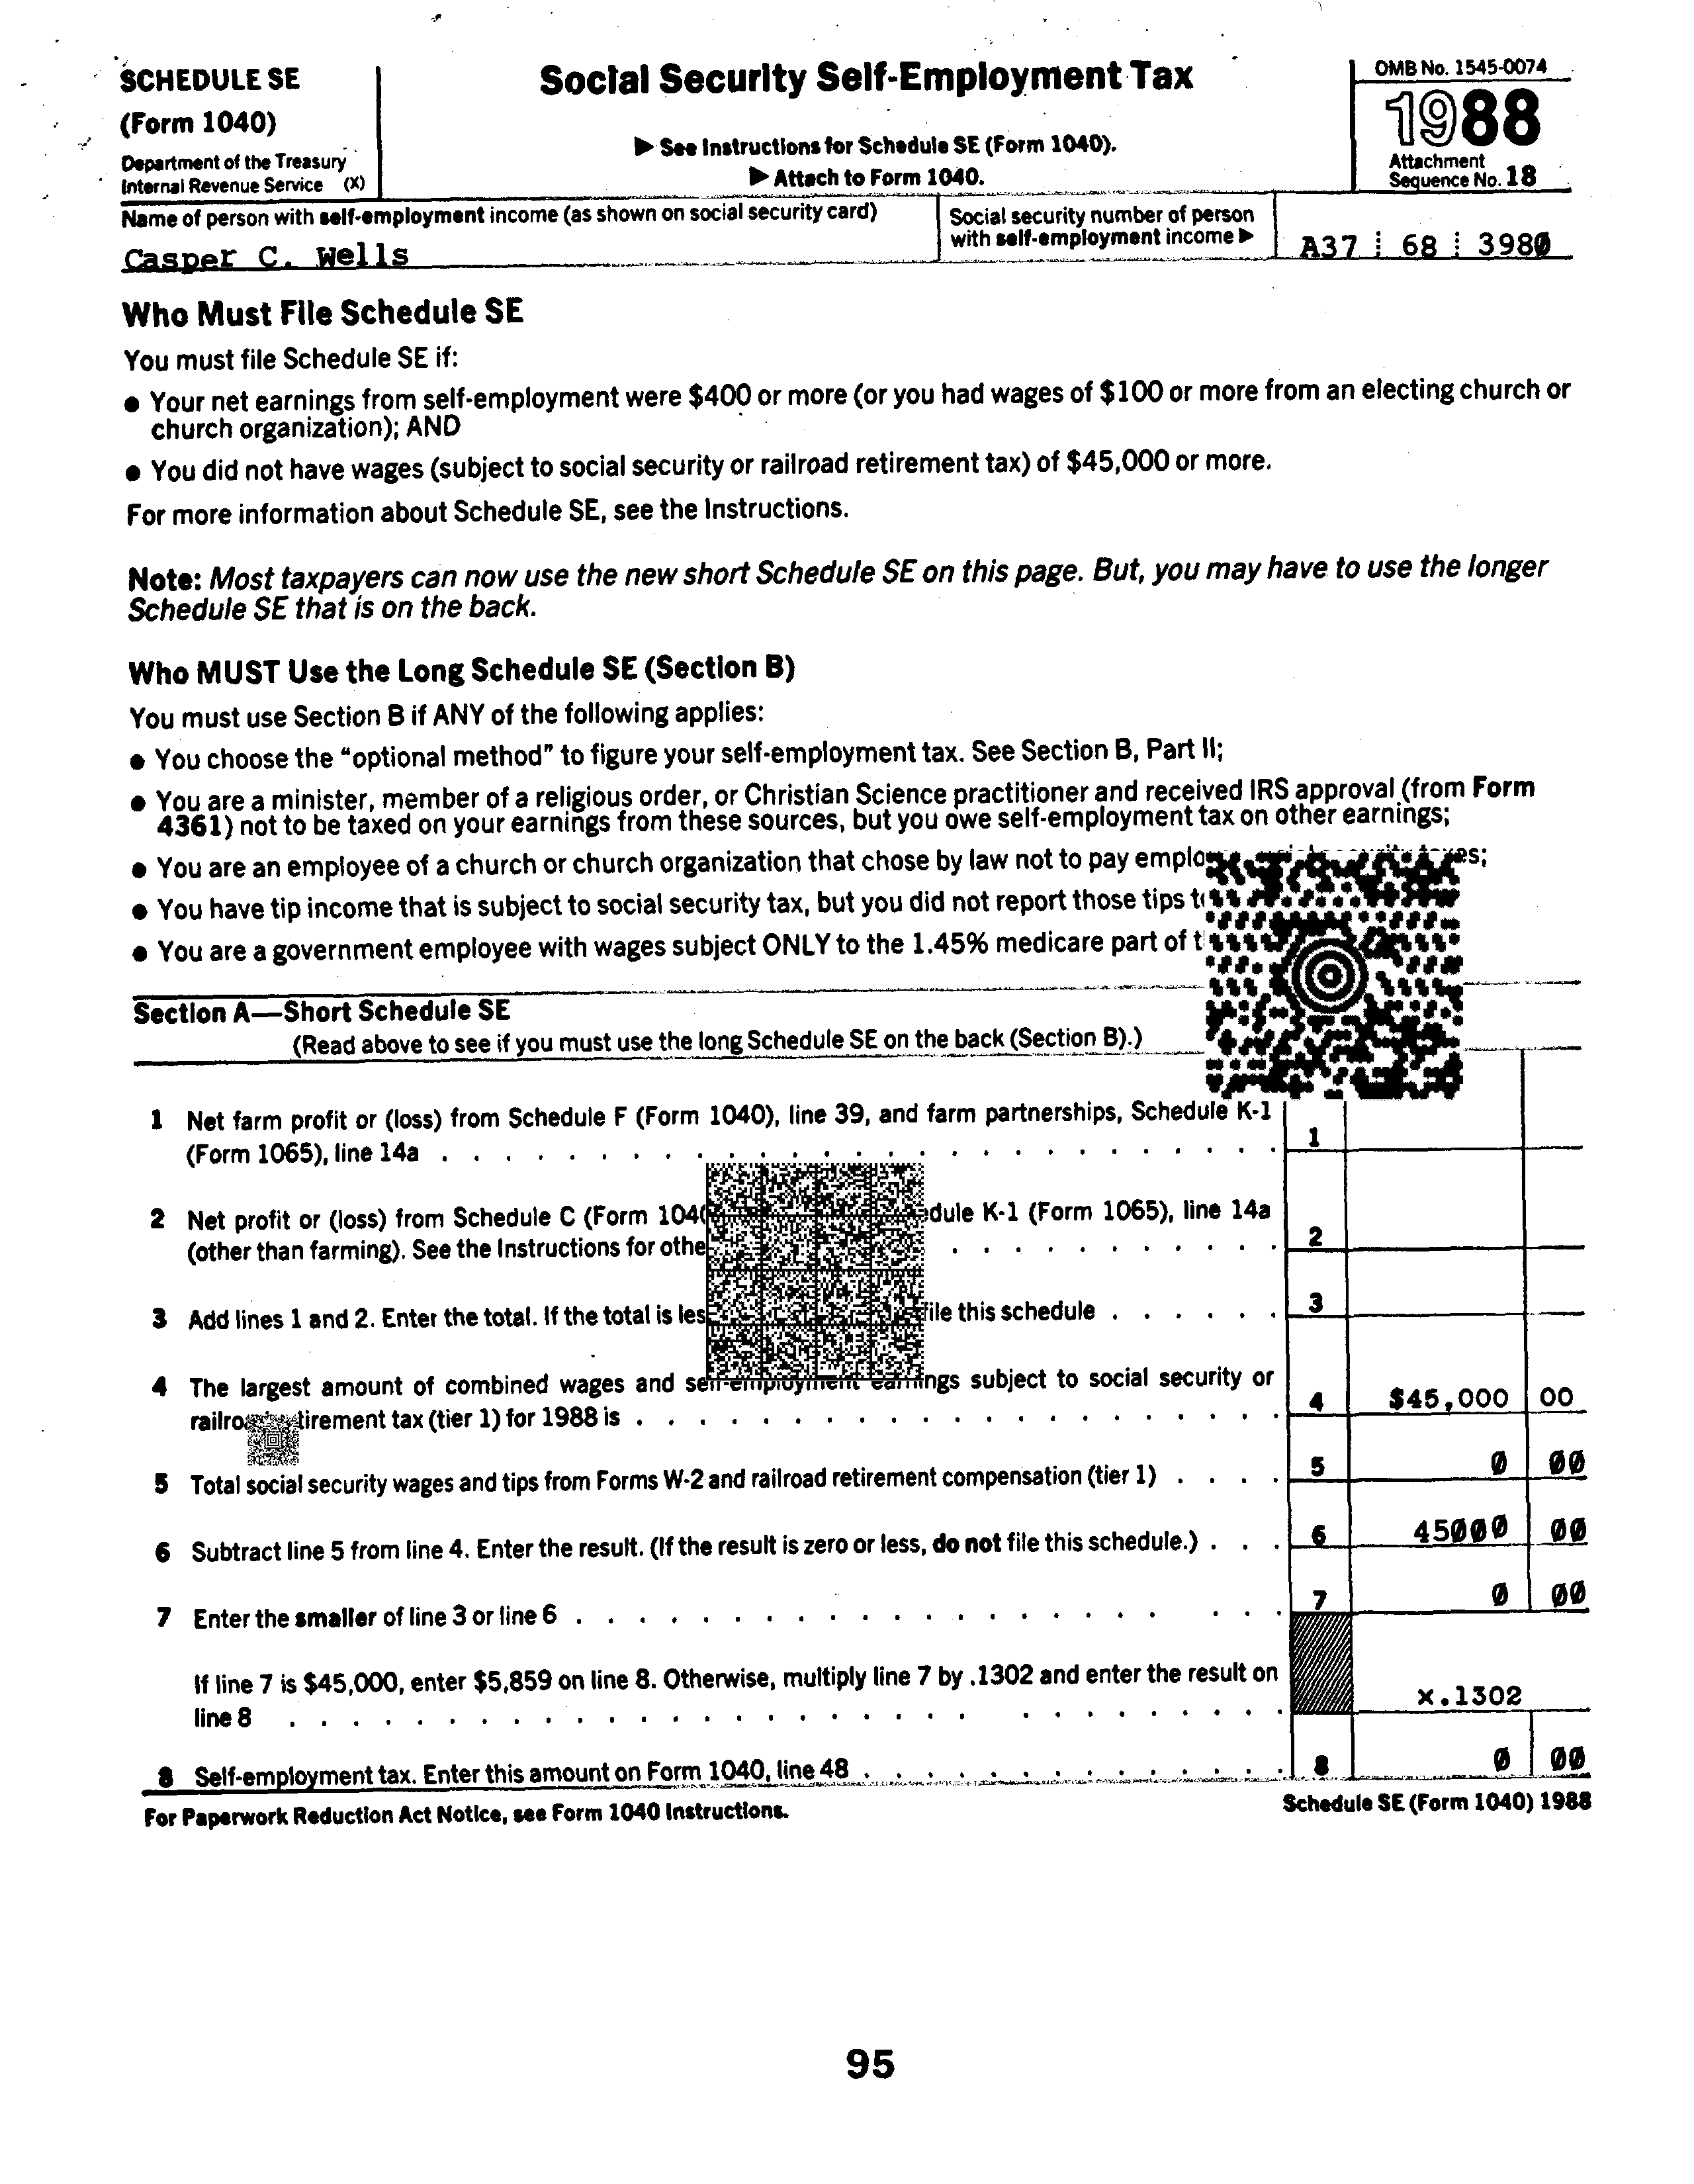 SCHEDULE SE
(Form 1040)
Department of the Treasury
Internal Revenue Service (X)
Social Security Self-Employment Tax
▶ See Instructions for Schedule SE (Form 1040).
▶ Attach to Form 1040.
OMB No. 1545-0074
1988
Attachment
Sequence No. 18
Name of person with self-employment income (as shown on social security card)
Casper C. Wells
Social security number of person
with self-employment income ▶
A37 68 3980
Who Must File Schedule SE
You must file Schedule SE if:
● Your net earnings from self-employment were $400 or more (or you had wages of $100 or more from an electing church or
church organization); AND
● You did not have wages (subject to social security or railroad retirement tax) of $45,000 or more.
For more information about Schedule SE, see the Instructions.
Note: Most taxpayers can now use the new short Schedule SE on this page. But, you may have to use the longer
Schedule SE that is on the back.
Who MUST Use the Long Schedule SE (Section B)
You must use Section B if ANY of the following applies:
● You choose the "optional method" to figure your self-employment tax. See Section B, Part II;
● You are a minister, member of a religious order, or Christian Science practitioner and received IRS approval (from Form
4361) not to be taxed on your earnings from these sources, but you owe self-employment tax on other earnings;
● You are an employee of a church or church organization that chose by law not to pay
● You have tip income that is subject to social security tax, but you did not report those tips
● You are a government employee with wages subject ONLY to the 1.45% medicare part of
Section A—Short Schedule SE
(Read above to see if you must use the long Schedule SE on the back (Section B).)
1 Net farm profit or (loss) from Schedule F (Form 1040), line 39, and farm partnerships, Schedule K-1
(Form 1065), line 14a . . . 1
2 Net profit or (loss) from Schedule C (Form K-1 (Form 1065), line 14a
(other than farming). See the Instructions for . . . 2
3 Add lines 1 and 2. Enter the total. If the total is file this schedule . . . . . . 3
4 The largest amount of combined wages and self-employment earnings subject to social security or
retirement tax (tier 1) for 1988 is . . . 4 $45,000 00
5 Total social security wages and tips from Forms W-2 and railroad retirement compensation (tier 1) . . . . 5 0 00
6 Subtract line 5 from line 4. Enter the result. (If the result is zero or less, do not file this schedule.) . . . 6 45000 00
7 Enter the smaller of line 3 or line 6 . . . 7 0 00
If line 7 is $45,000, enter $5,859 on line 8. Otherwise, multiply line 7 by .1302 and enter the result on
line 8 . . . x.1302
8 Self-employment tax. Enter this amount on Form 1040, line 48 . . . 8 0 00
For Paperwork Reduction Act Notice, see Form 1040 Instructions.
Schedule SE (Form 1040) 1988
95